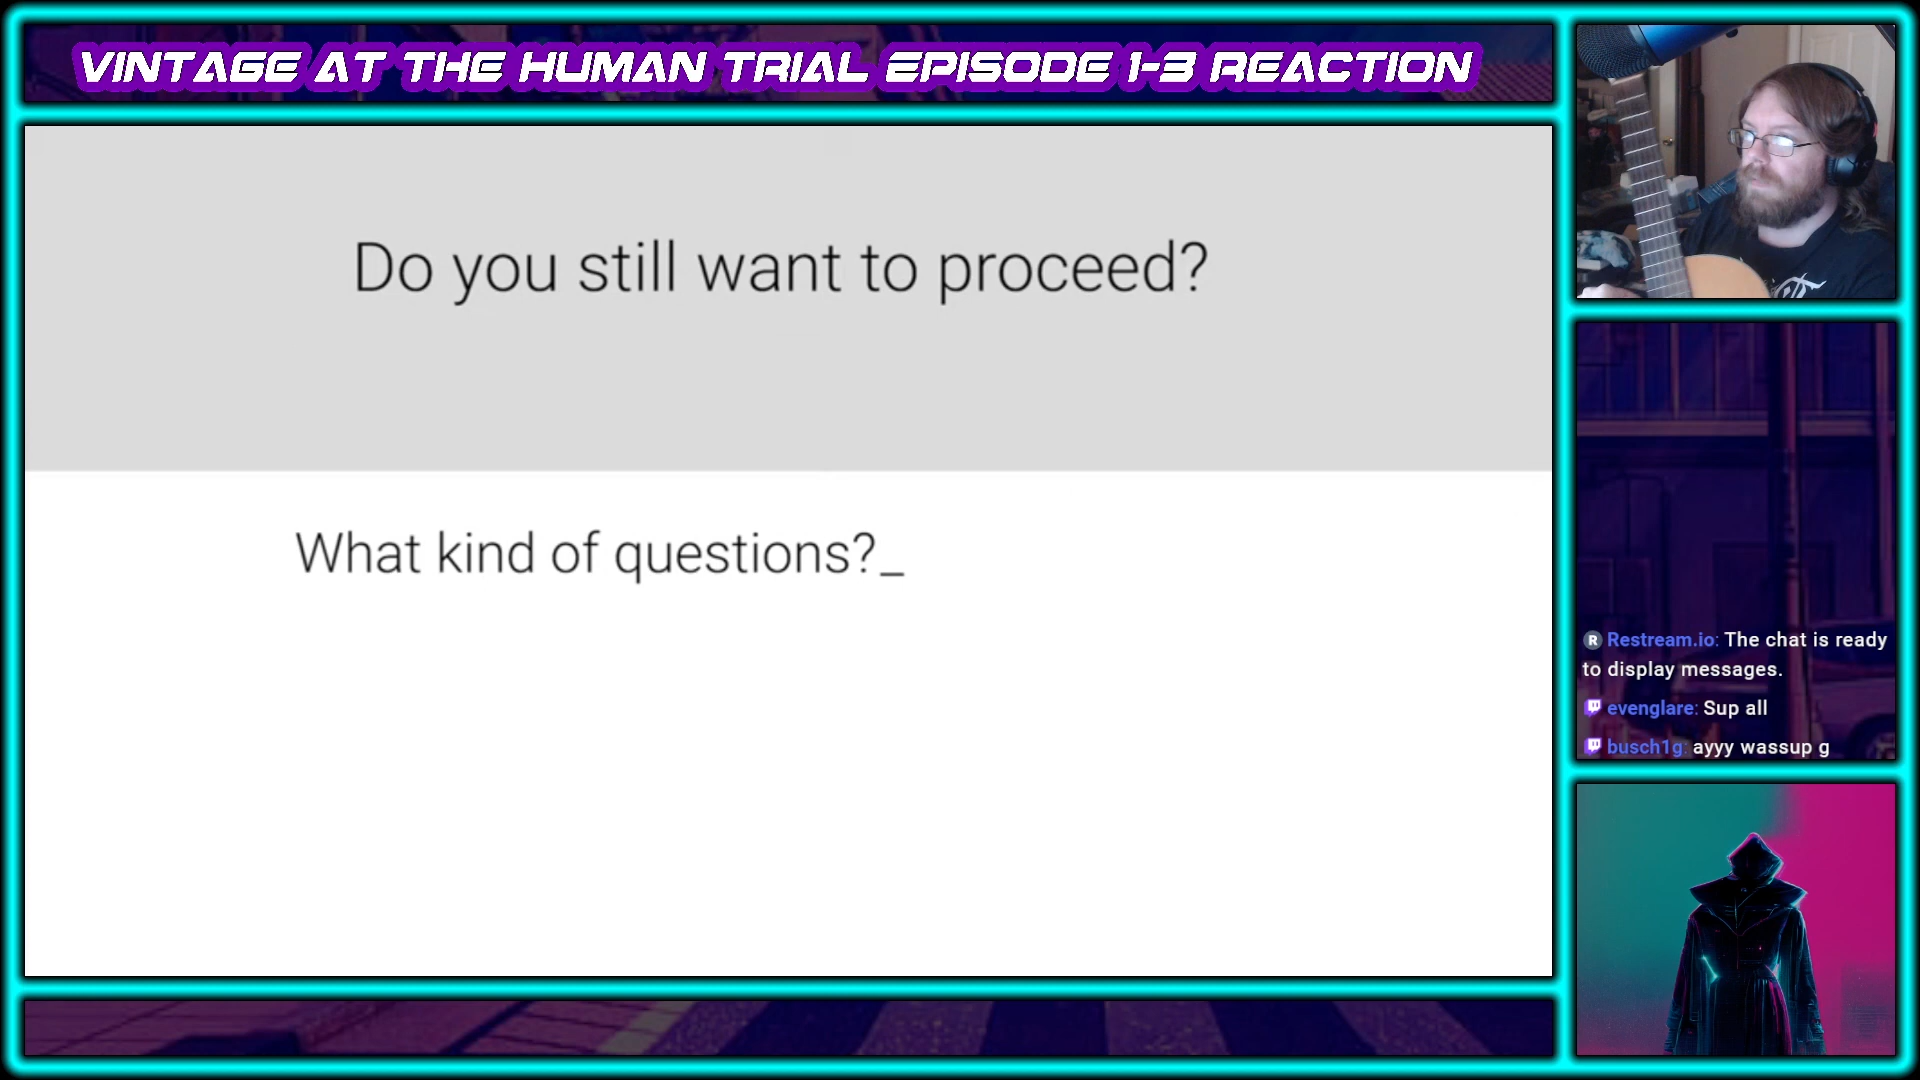 VINTAGE AT THE HUMAN TRIAL EPISODE 1-3 REACTION
Do you still want to proceed?
What kind of questions?_
R Restream.io: The chat is ready
to display messages.
evenglare: Sup all
busch1g: ayyy wassup g